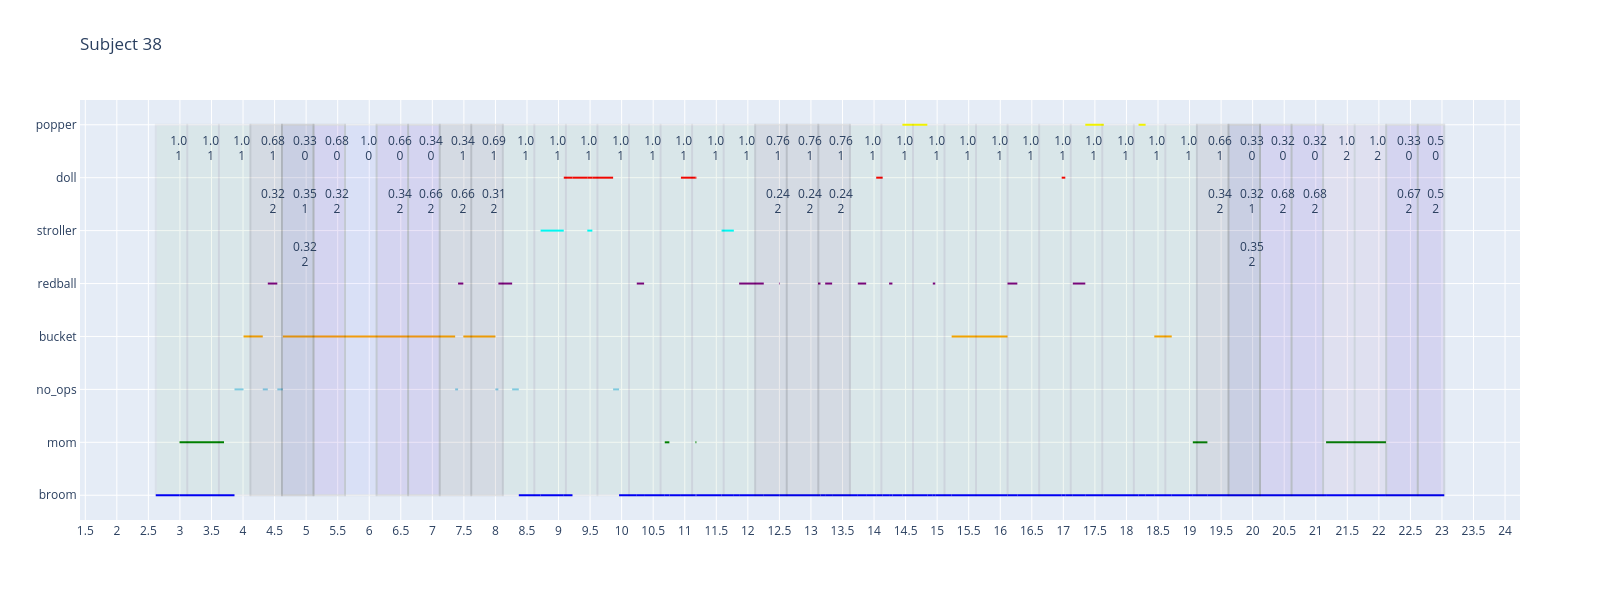 Subject 38
popper
1.0 1.0 1.0 0.68 0.33 0.68 1.0 0.66 0.34 0.34 0.69 1.0 1.0 1.0 1.0 1.0 1.0 1.0 1.0 0.76 0.76 0.76 1.0 1.0 1.0 1.0 1.0 1.0 1.0 1.0 1.0 1.0 1.0 0.66 0.33 0.32 0.32 1.0 1.0 0.33 0.5
1 1 1 1 0 0 0 0 0 1 1 1 1 1 1 1 1 1 1 1 1 1 1 1 1 1 1 1 1 1 1 1 1 1 0 0 0 2 2 0 0
doll
0.32 0.35 0.32 0.34 0.66 0.66 0.31 0.24 0.24 0.24 0.34 0.32 0.68 0.68 0.67 0.5
2 1 2 2 2 2 2 2 2 2 2 1 2 2 2 2
stroller
0.32 0.35
2 2
redball
bucket
no_ops
mom
broom
1.5 2 2.5 3 3.5 4 4.5 5 5.5 6 6.5 7 7.5 8 8.5 9 9.5 10 10.5 11 11.5 12 12.5 13 13.5 14 14.5 15 15.5 16 16.5 17 17.5 18 18.5 19 19.5 20 20.5 21 21.5 22 22.5 23 23.5 24